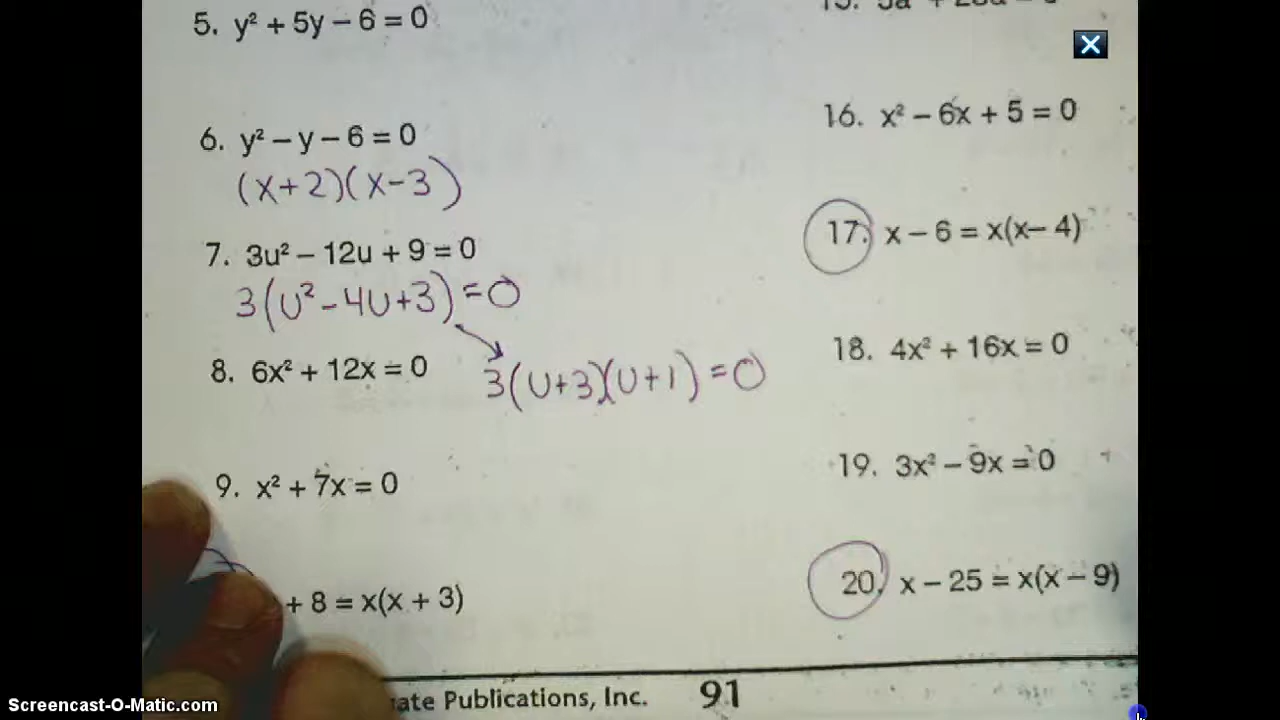 5. y² + 5y – 6 = 0
6. y² – y – 6 = 0
(x+2)(x-3)
7. 3u² – 12u + 9 = 0
3(u²-4u+3)=0
8. 6x² + 12x = 0
3(u+3)(u+1)=0
9. x² + 7x = 0
+ 8 = x(x + 3)
16. x² – 6x + 5 = 0
17. x – 6 = x(x – 4)
18. 4x² + 16x = 0
19. 3x² – 9x = 0
20. x – 25 = x(x – 9)
Publications, Inc. 91
Screencast-O-Matic.com